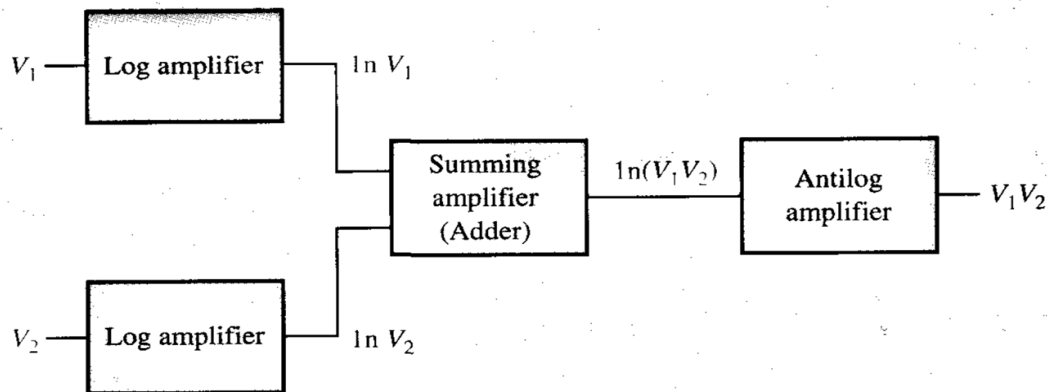 V₁
Log amplifier
ln V₁
Summing
amplifier
(Adder)
ln(V₁V₂)
Antilog
amplifier
V₁V₂
V₂
Log amplifier
ln V₂